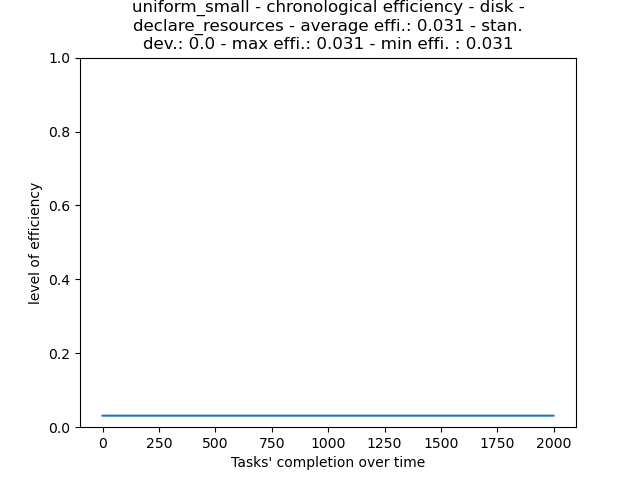 uniform_small - chronological efficiency - disk -
declare_resources - average effi.: 0.031 - stan.
dev.: 0.0 - max effi.: 0.031 - min effi. : 0.031
1.0
0.8
0.6
0.4
0.2
0.0
level of efficiency
0 250 500 750 1000 1250 1500 1750 2000
Tasks' completion over time